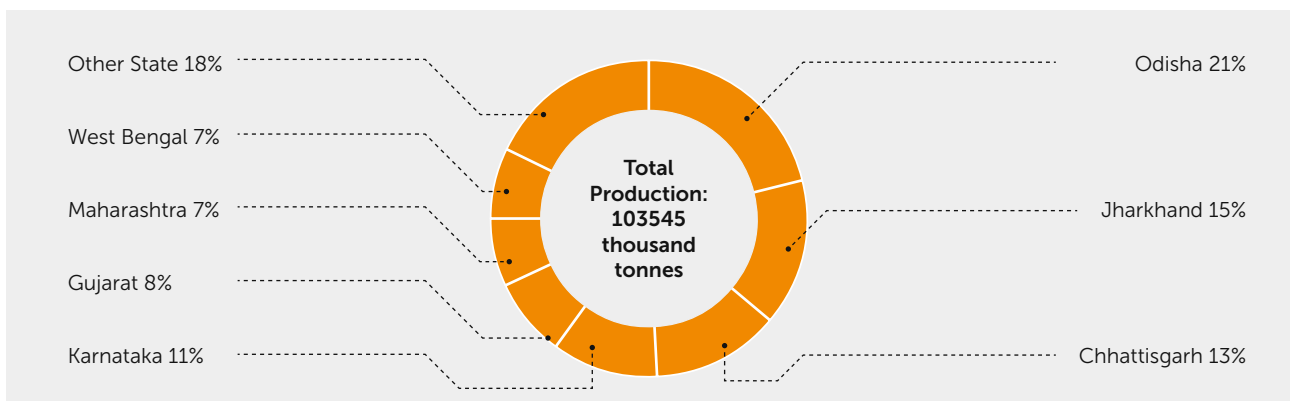 Other State 18%
West Bengal 7%
Maharashtra 7%
Gujarat 8%
Karnataka 11%
Total
Production:
103545
thousand
tonnes
Odisha 21%
Jharkhand 15%
Chhattisgarh 13%